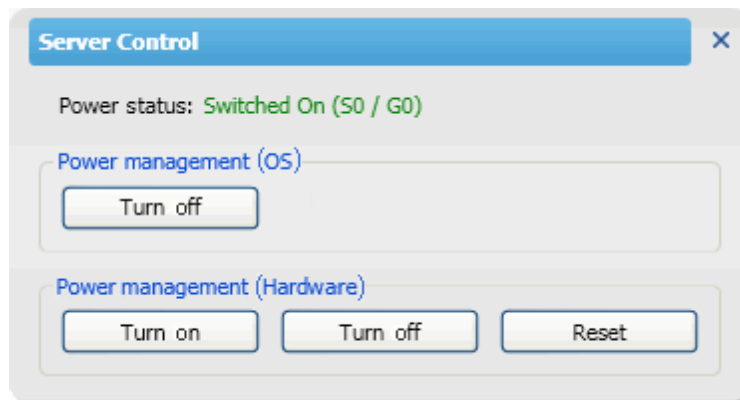 Server Control
Power status: Switched On (S0 / G0)
Power management (OS)
Turn off
Power management (Hardware)
Turn on Turn off Reset